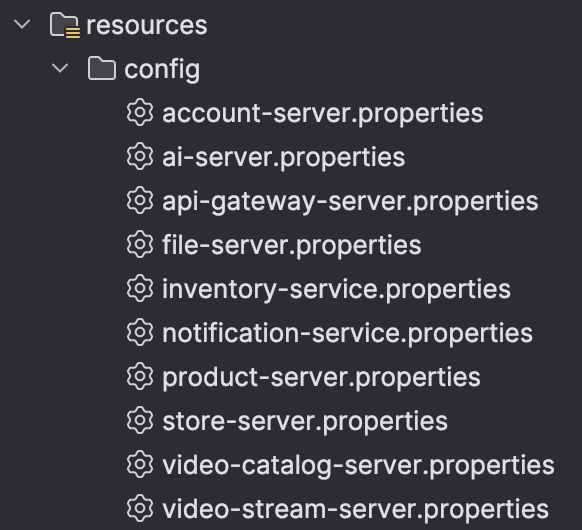 resources
config
account-server.properties
ai-server.properties
api-gateway-server.properties
file-server.properties
inventory-service.properties
notification-service.properties
product-server.properties
store-server.properties
video-catalog-server.properties
video-stream-server.properties